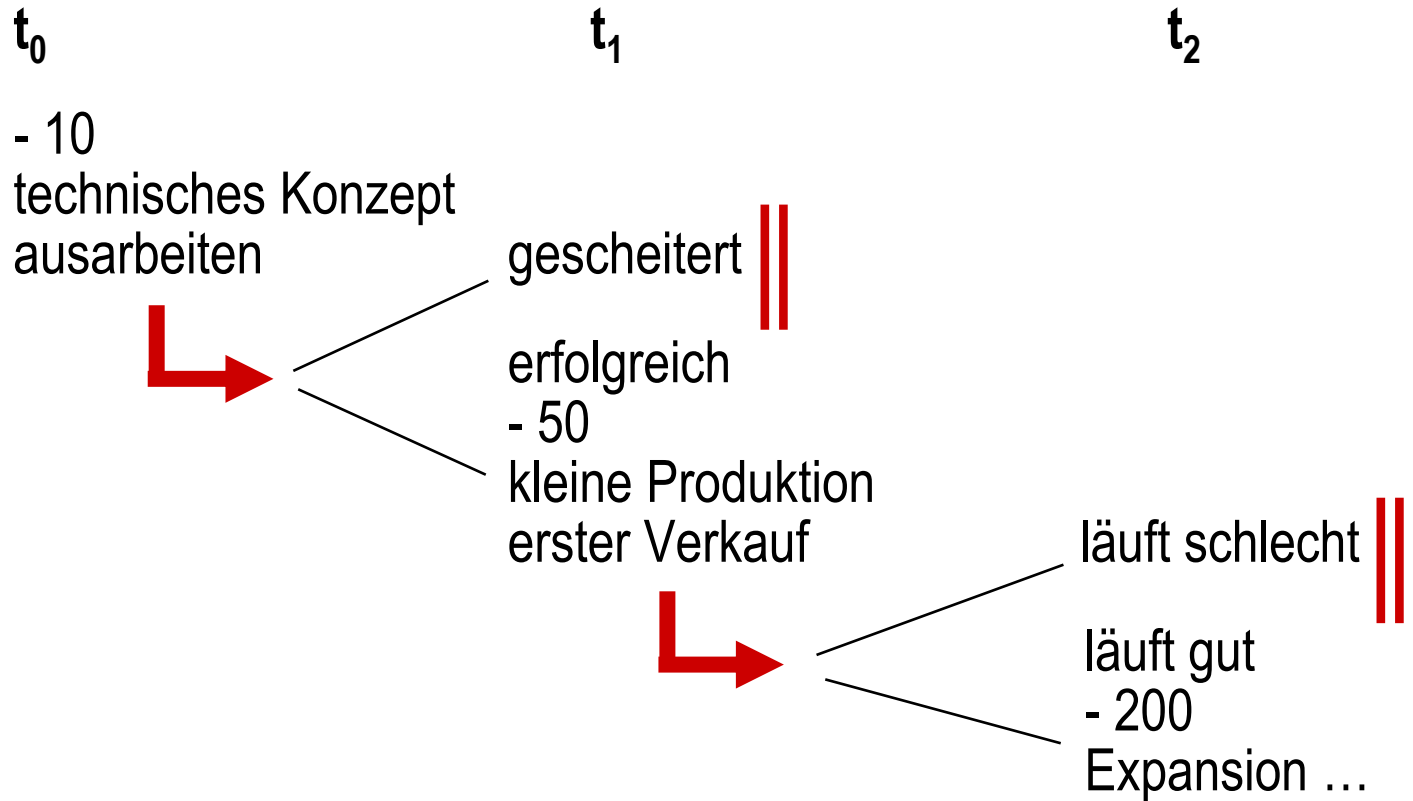 t₀ t₁ t₂
- 10
technisches Konzept
ausarbeiten
gescheitert
erfolgreich
- 50
kleine Produktion
erster Verkauf
läuft schlecht
läuft gut
- 200
Expansion …